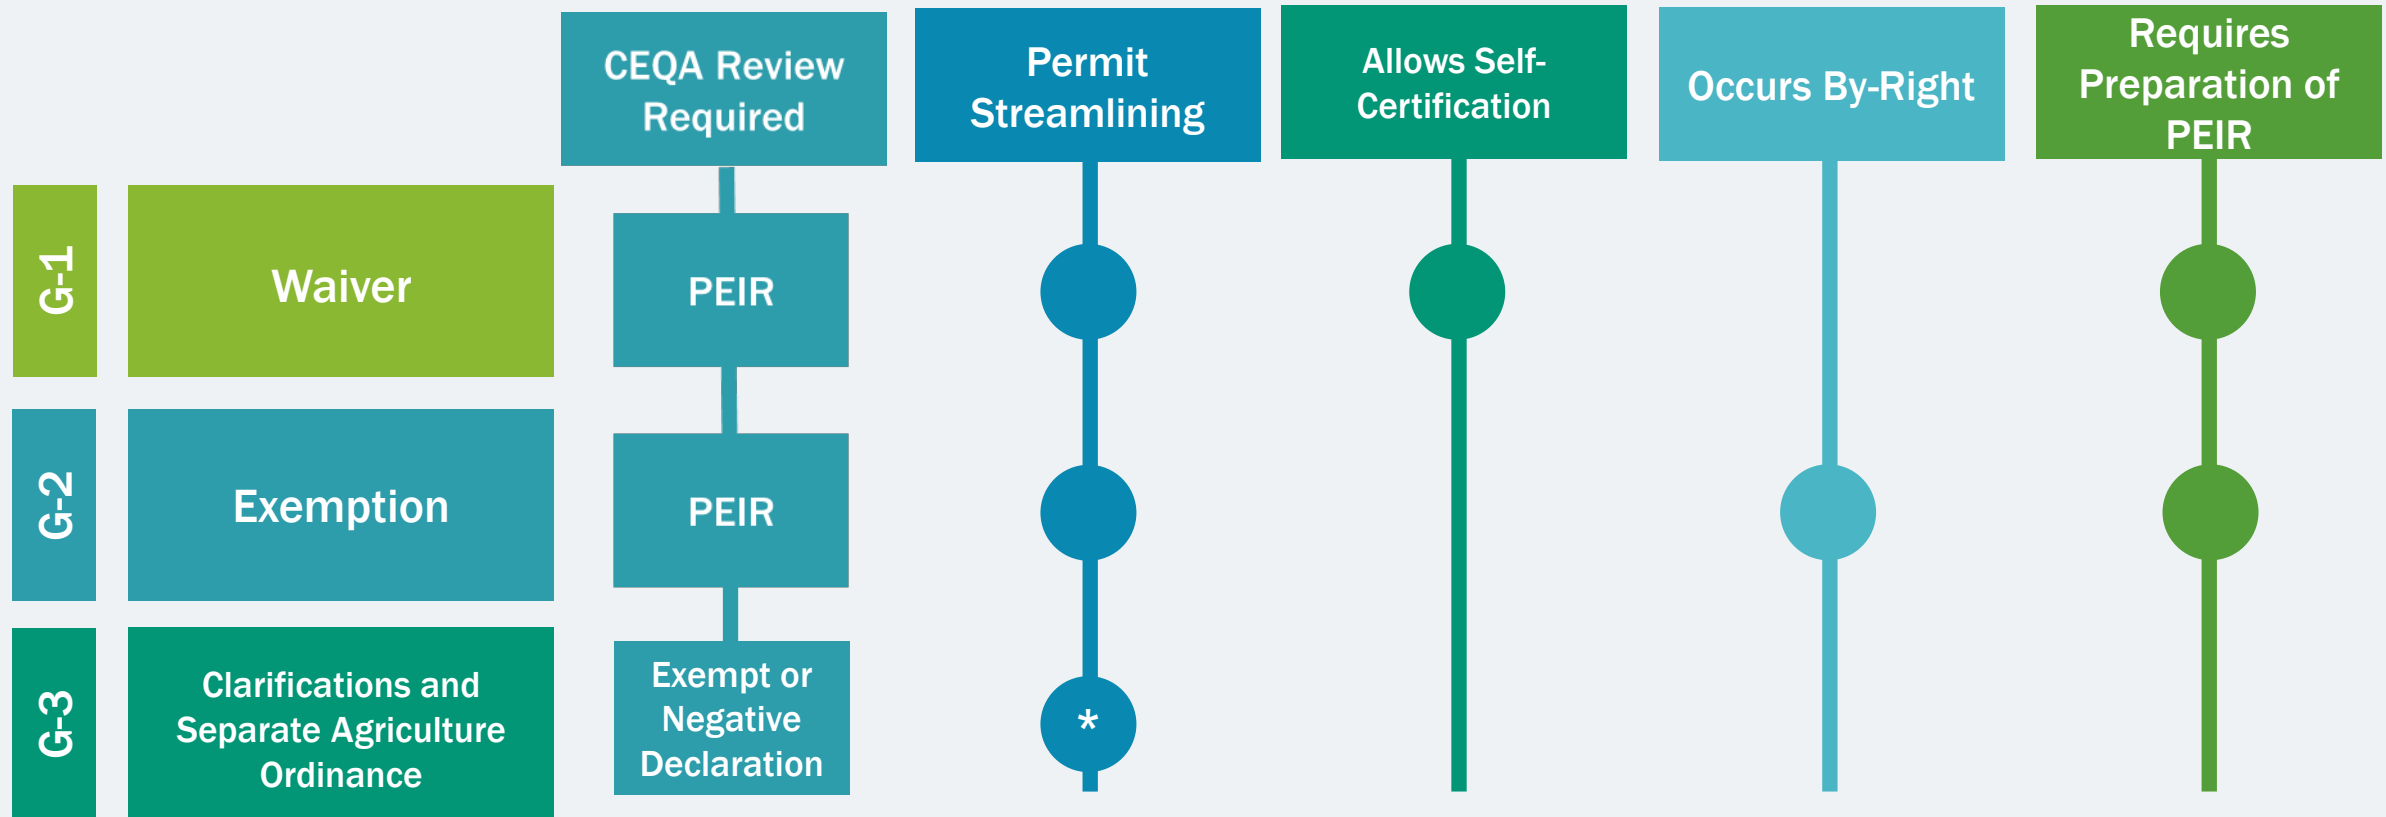 CEQA Review
Required
Permit
Streamlining
Allows Self-
Certification
Occurs By-Right
Requires
Preparation of
PEIR
G-1
Waiver
PEIR
G-2
Exemption
PEIR
G-3
Clarifications and
Separate Agriculture
Ordinance
Exempt or
Negative
Declaration
*